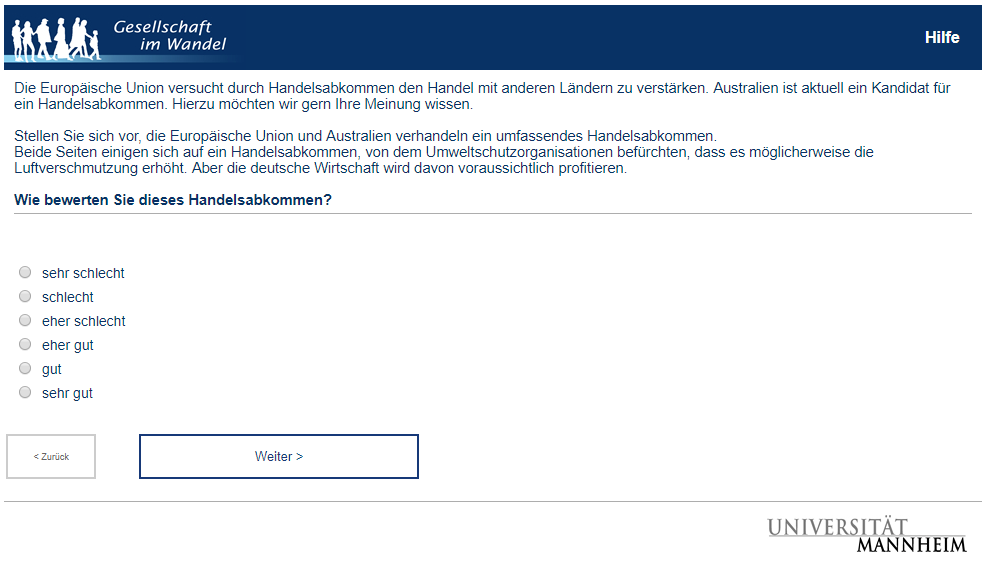 Gesellschaft
im Wandel
Hilfe
Die Europäische Union versucht durch Handelsabkommen den Handel mit anderen Ländern zu verstärken. Australien ist aktuell ein Kandidat für
ein Handelsabkommen. Hierzu möchten wir gern Ihre Meinung wissen.
Stellen Sie sich vor, die Europäische Union und Australien verhandeln ein umfassendes Handelsabkommen.
Beide Seiten einigen sich auf ein Handelsabkommen, von dem Umweltschutzorganisationen befürchten, dass es möglicherweise die
Luftverschmutzung erhöht. Aber die deutsche Wirtschaft wird davon voraussichtlich profitieren.
Wie bewerten Sie dieses Handelsabkommen?
sehr schlecht
schlecht
eher schlecht
eher gut
gut
sehr gut
< Zurück
Weiter >
UNIVERSITÄT
MANNHEIM